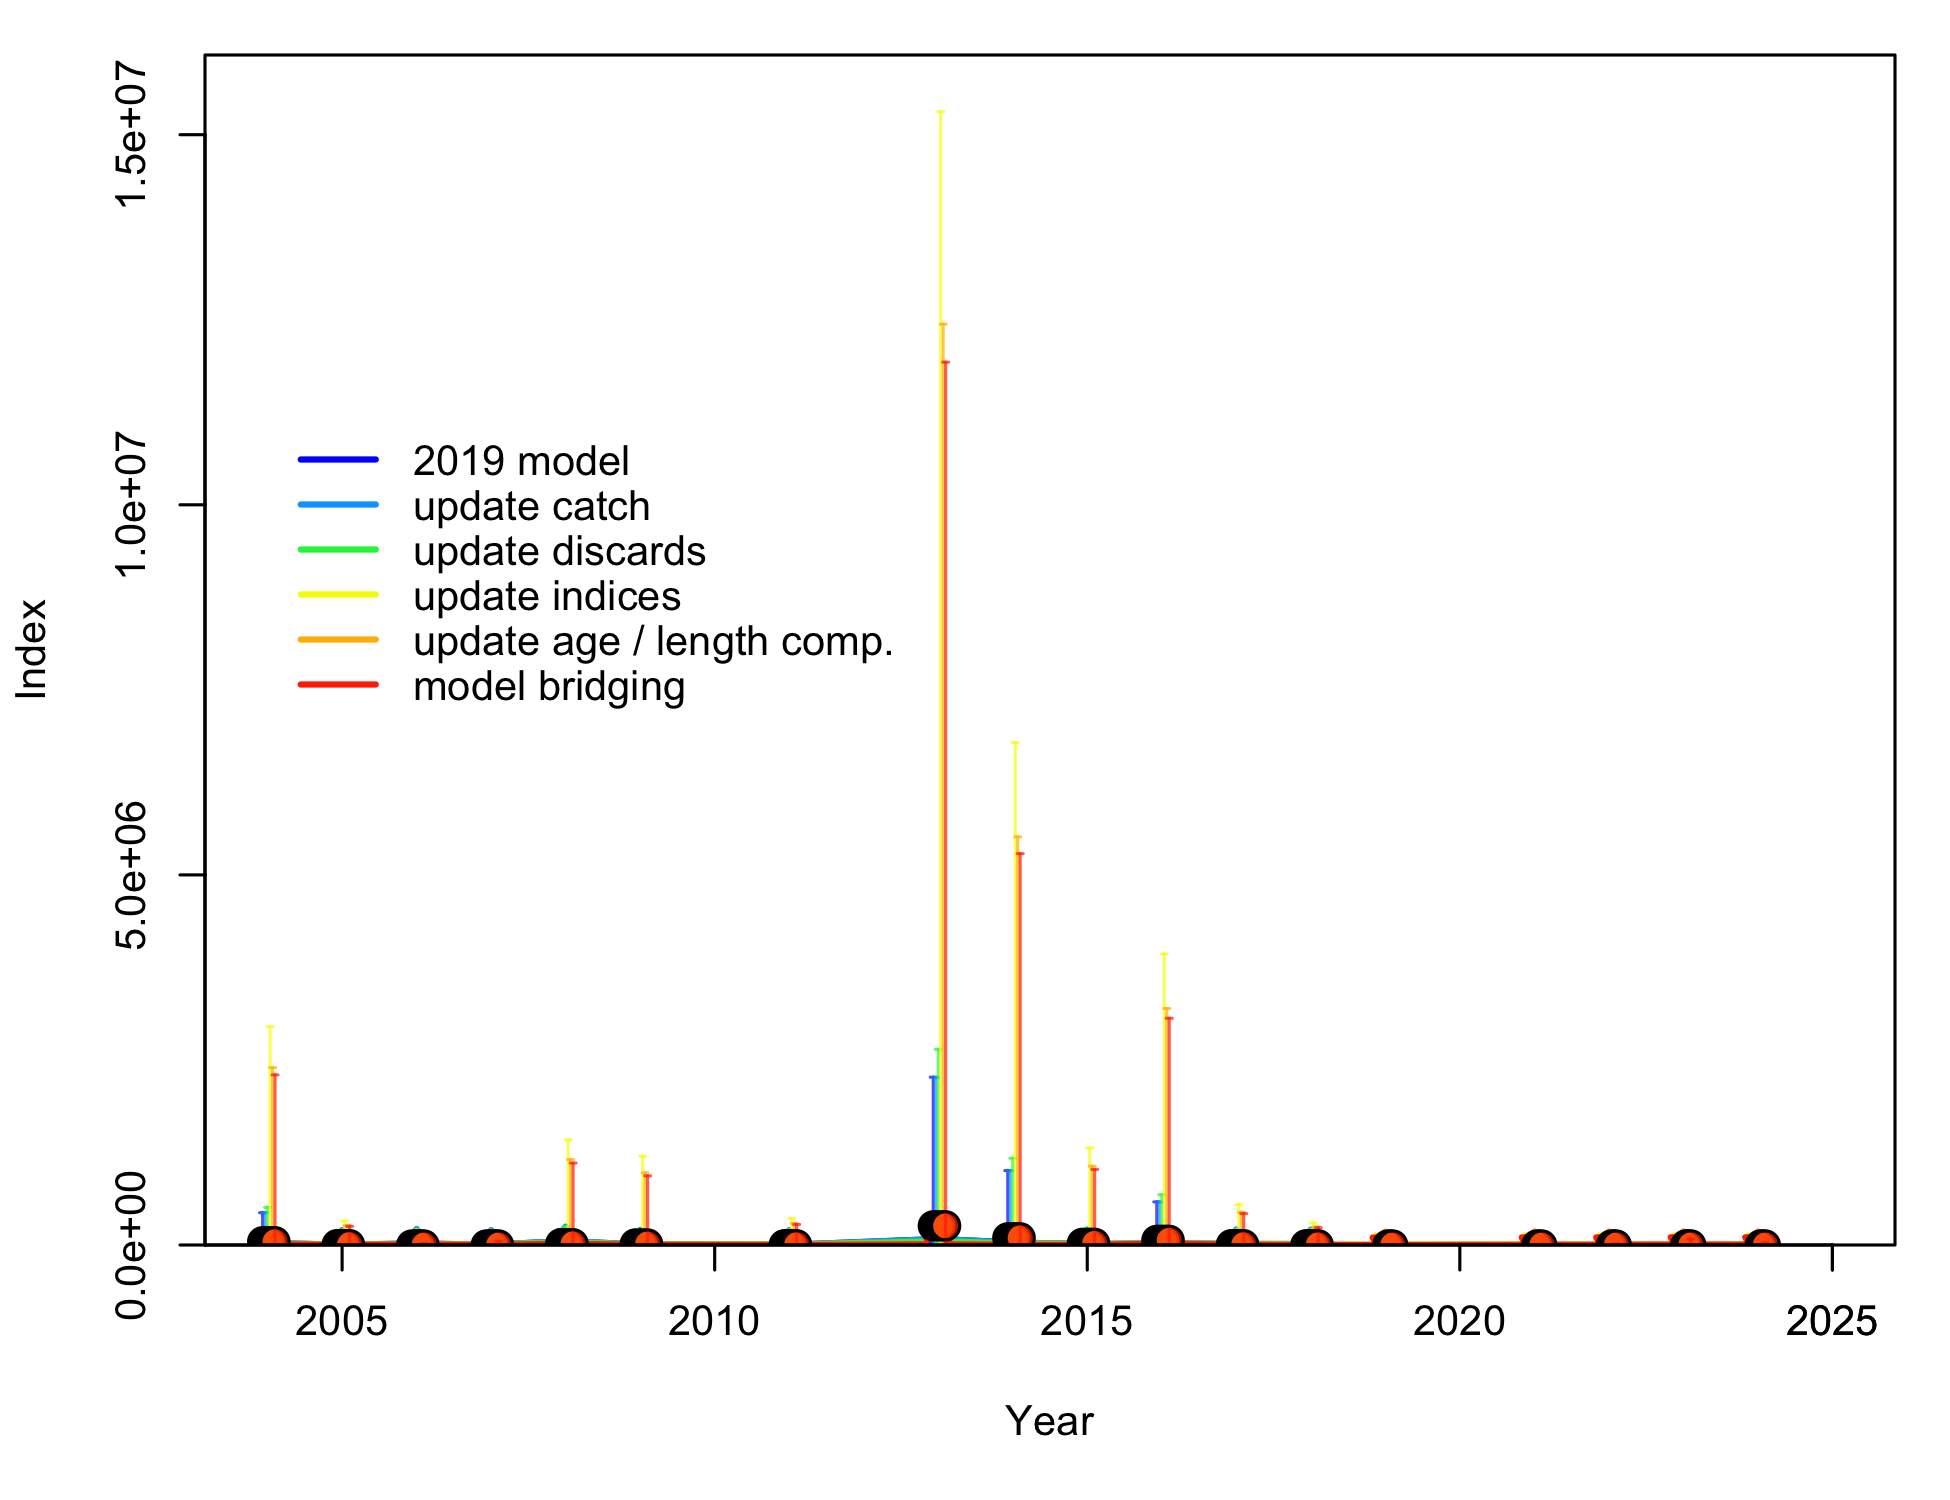 1.5e+07
1.0e+07
5.0e+06
0.0e+00
Index
2019 model
update catch
update discards
update indices
update age / length comp.
model bridging
2005 2010 2015 2020 2025
Year